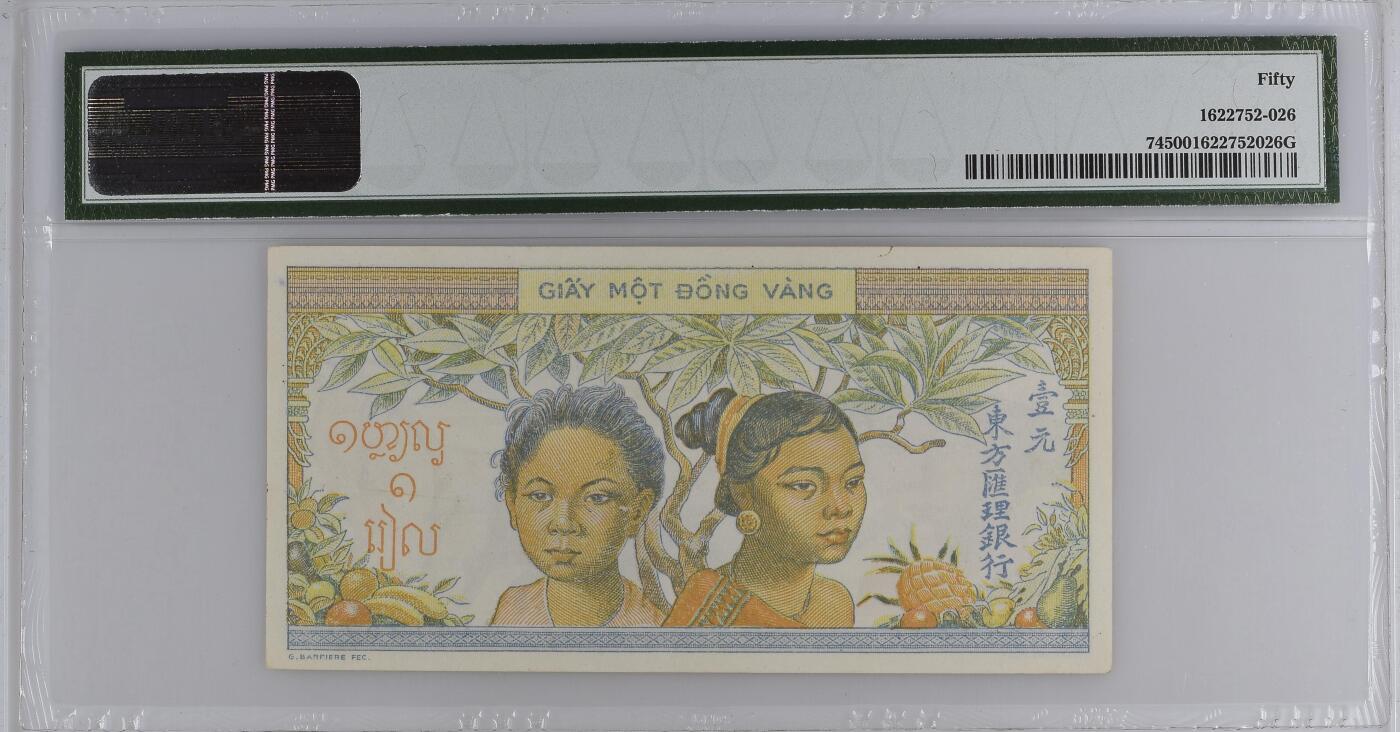 Fifty
1622752-026
745001622752026G
GIẤY MỘT ĐỒNG VÀNG
壹元
東方匯理銀行
១
រៀល
G. BARRIERE FEC.